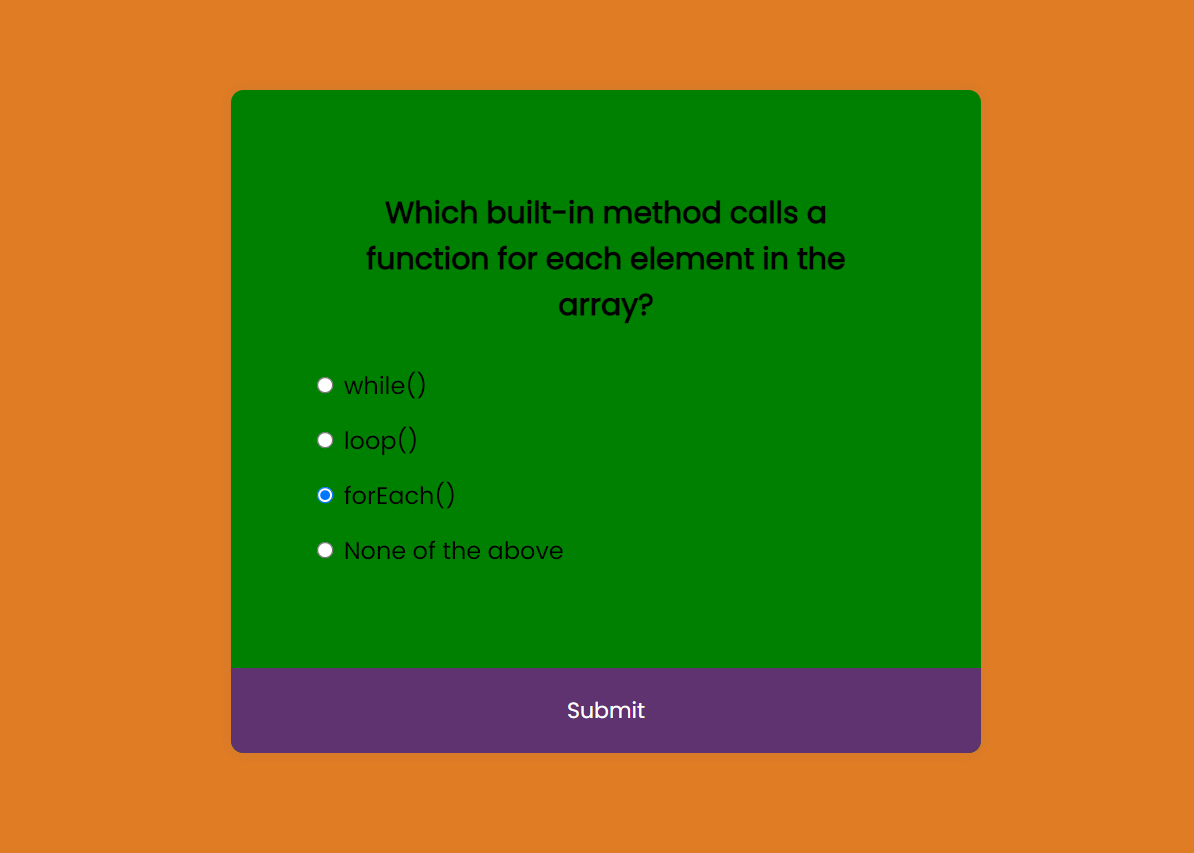 Which built-in method calls a
function for each element in the
array?
while()
loop()
forEach()
None of the above
Submit